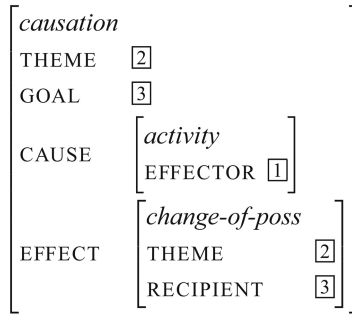 causation
THEME 2
GOAL 3
CAUSE activity
EFFECTOR 1
EFFECT change-of-poss
THEME 2
RECIPIENT 3